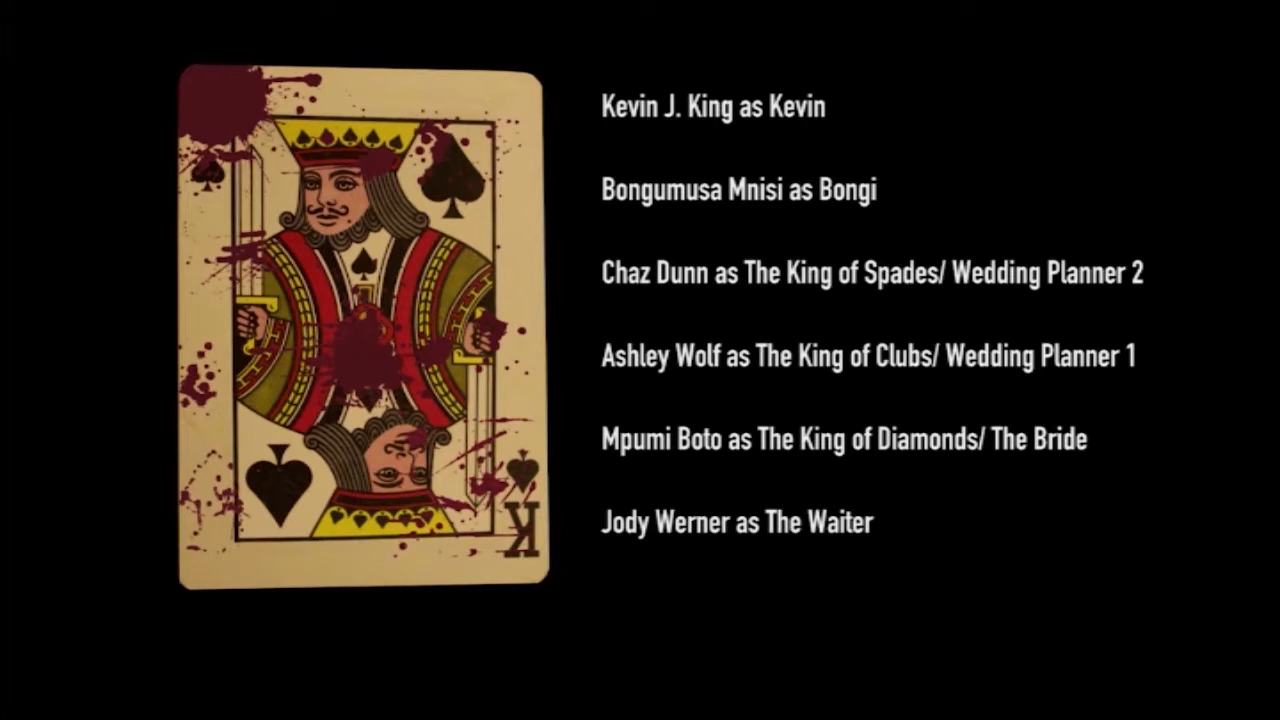 Kevin J. King as Kevin
Bongumusa Mnisi as Bongi
Chaz Dunn as The King of Spades/ Wedding Planner 2
Ashley Wolf as The King of Clubs/ Wedding Planner 1
Mpumi Boto as The King of Diamonds/ The Bride
Jody Werner as The Waiter
K